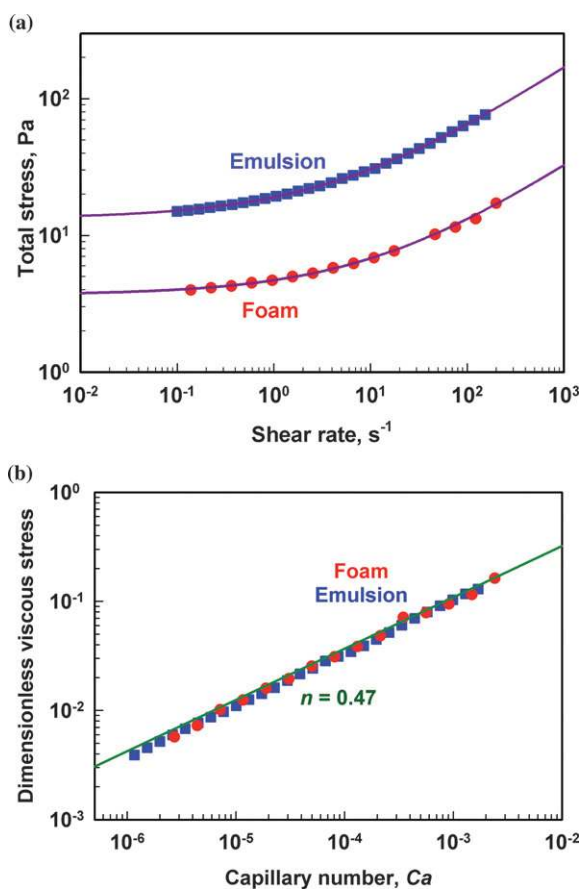 (a)
Total stress, Pa
10²
10¹
10⁰
Emulsion
Foam
10⁻² 10⁻¹ 10⁰ 10¹ 10² 10³
Shear rate, s⁻¹
(b)
Dimensionless viscous stress
10⁰
10⁻¹
10⁻²
10⁻³
Foam
Emulsion
n = 0.47
10⁻⁶ 10⁻⁵ 10⁻⁴ 10⁻³ 10⁻²
Capillary number, Ca